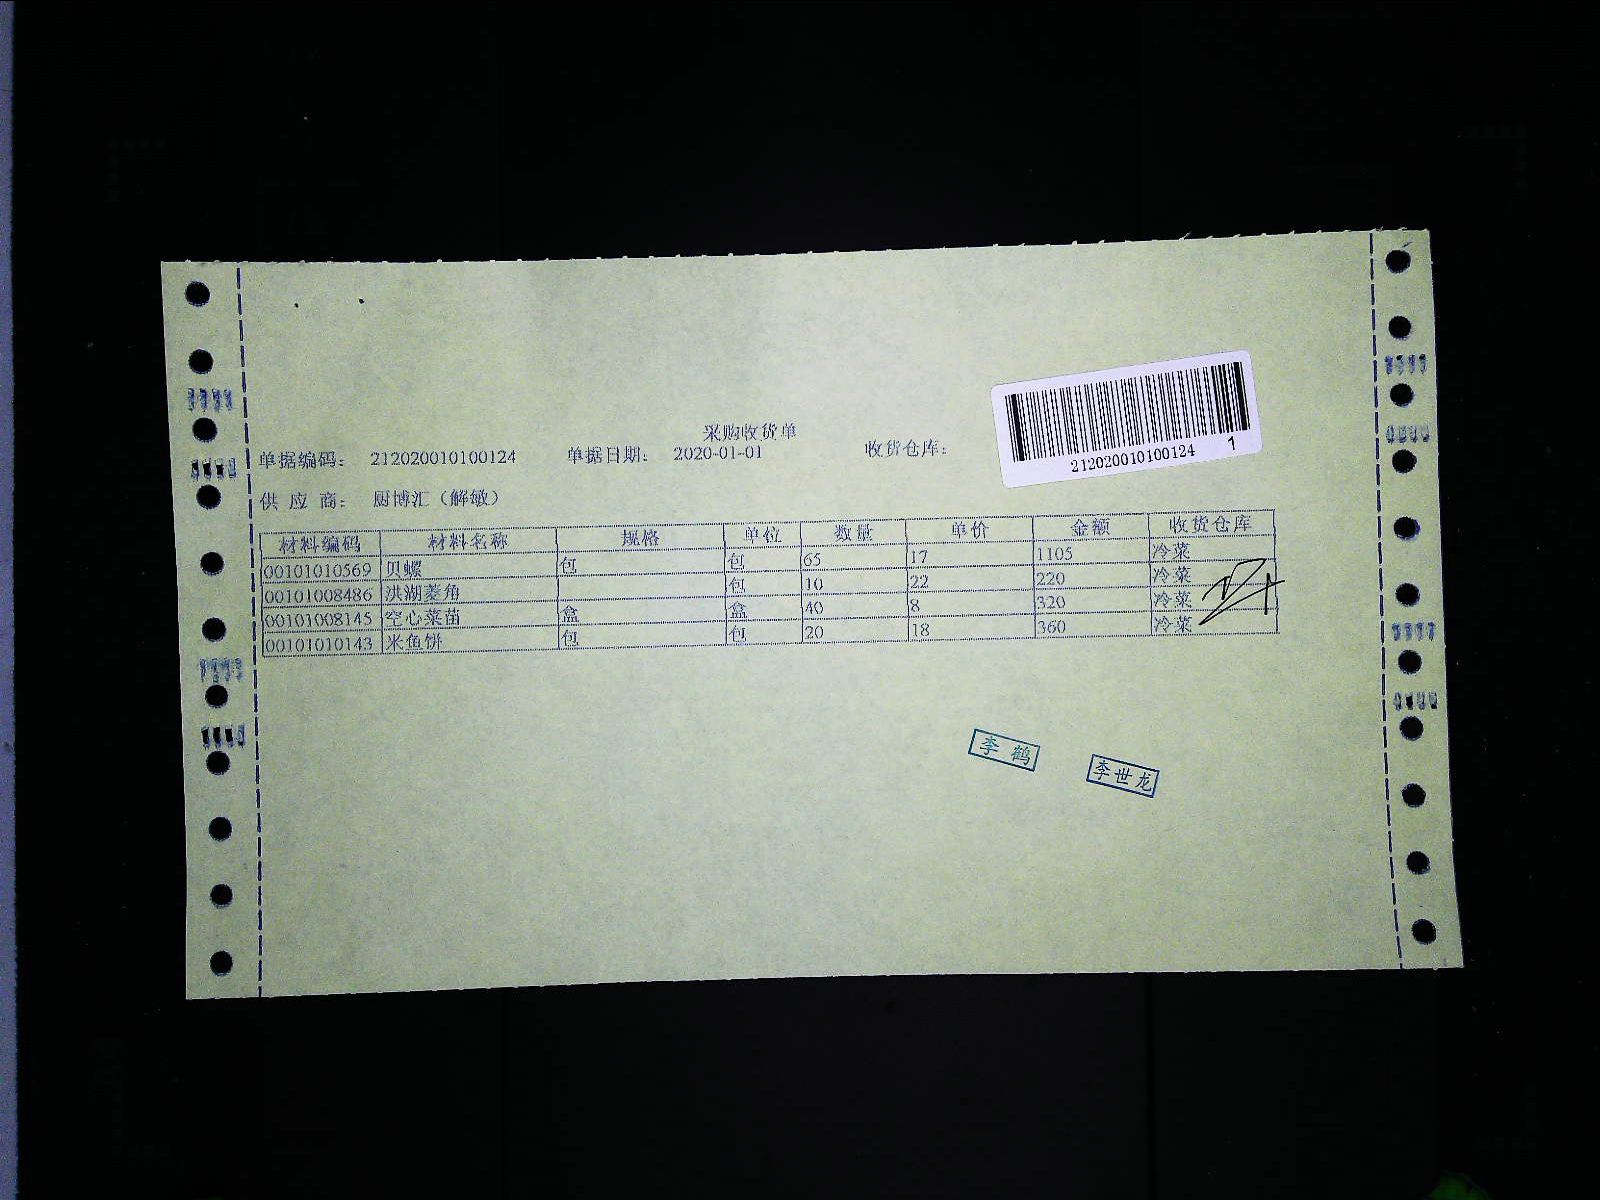 采购收货单
单据编码： 212020010100124 单据日期： 2020-01-01 收货仓库：
212020010100124 1
供 应 商： 厨博汇（解敏）
材料编码 材料名称 规格 单位 数量 单价 金额 收货仓库
00101010569 贝螺 包 包 65 17 1105 冷菜
00101008486 洪湖菱角 包 10 22 220 冷菜
00101008145 空心菜苗 盒 盒 40 8 320 冷菜
00101010143 米鱼饼 包 包 20 18 360 冷菜
李鹤
李世龙